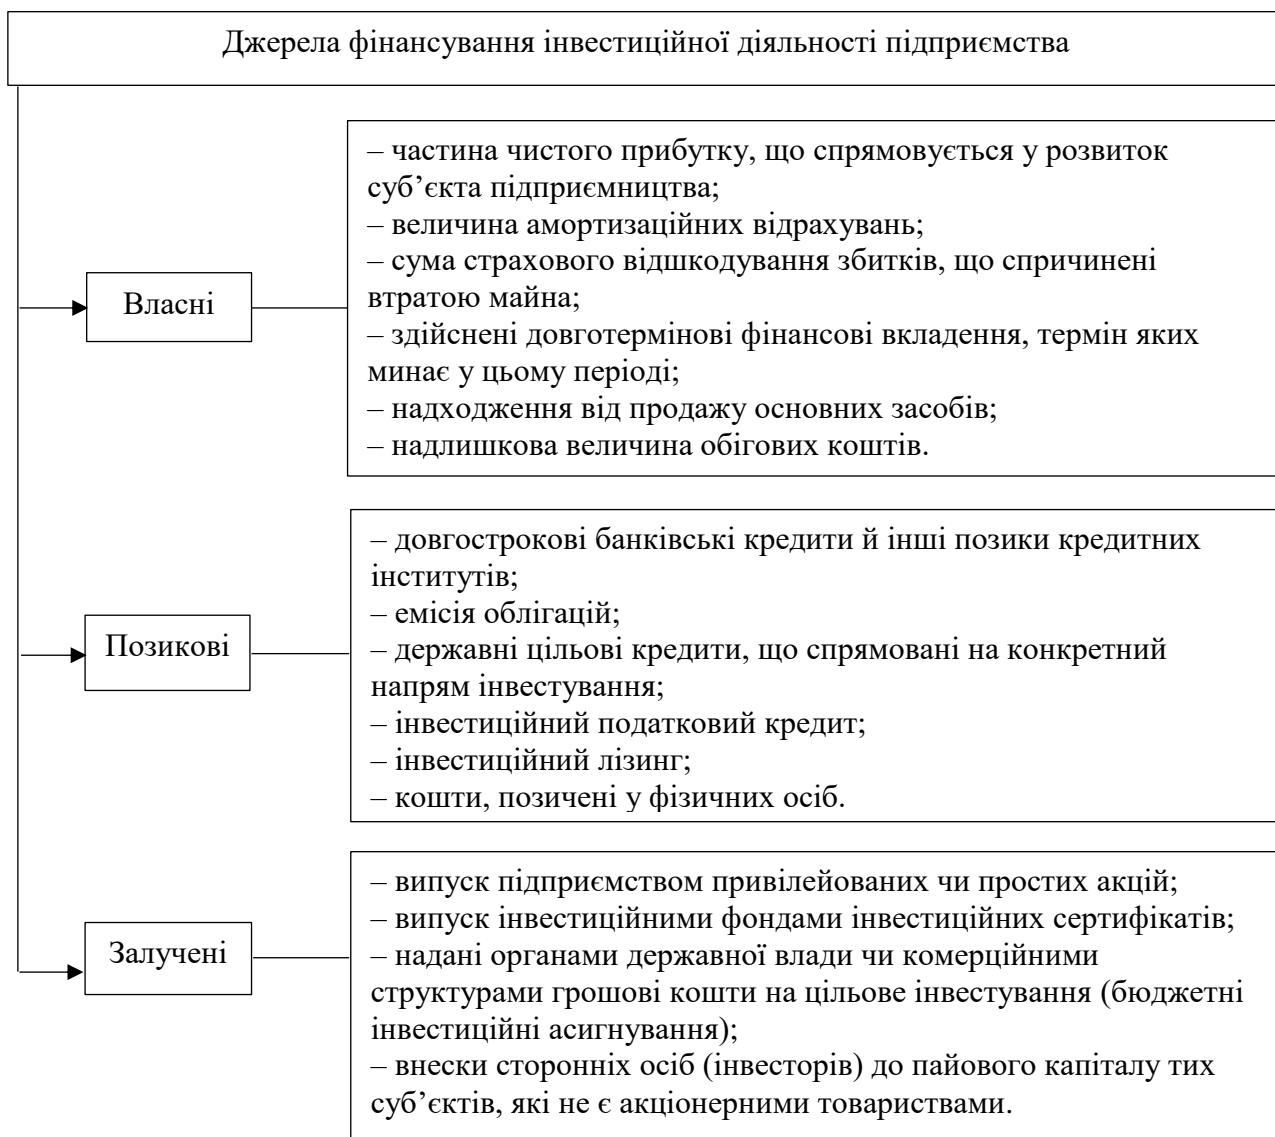 Джерела фінансування інвестиційної діяльності підприємства
Власні
– частина чистого прибутку, що спрямовується у розвиток
суб’єкта підприємництва;
– величина амортизаційних відрахувань;
– сума страхового відшкодування збитків, що спричинені
втратою майна;
– здійснені довготермінові фінансові вкладення, термін яких
минає у цьому періоді;
– надходження від продажу основних засобів;
– надлишкова величина обігових коштів.
Позикові
– довгострокові банківські кредити й інші позики кредитних
інститутів;
– емісія облігацій;
– державні цільові кредити, що спрямовані на конкретний
напрям інвестування;
– інвестиційний податковий кредит;
– інвестиційний лізинг;
– кошти, позичені у фізичних осіб.
Залучені
– випуск підприємством привілейованих чи простих акцій;
– випуск інвестиційними фондами інвестиційних сертифікатів;
– надані органами державної влади чи комерційними
структурами грошові кошти на цільове інвестування (бюджетні
інвестиційні асигнування);
– внески сторонніх осіб (інвесторів) до пайового капіталу тих
суб’єктів, які не є акціонерними товариствами.